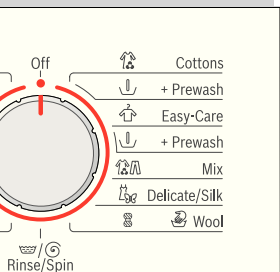 Off
Cottons
+ Prewash
Easy-Care
+ Prewash
Mix
Delicate/Silk
Wool
Rinse/Spin